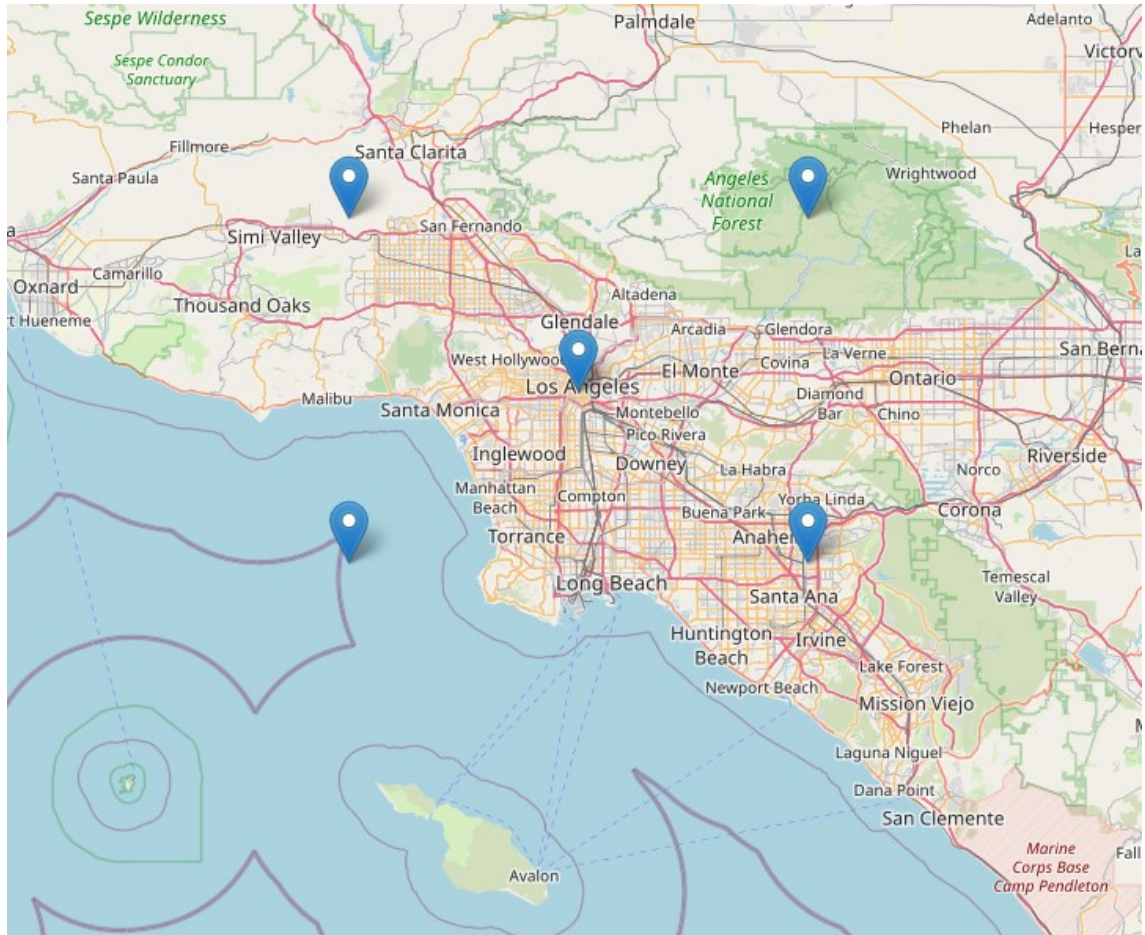 Sespe Wilderness
Palmdale
Adelanto
Sespe Condor
Sanctuary
Victorv
Phelan
Hesper
Fillmore
Santa Clarita
Santa Paula
Wrightwood
Angeles
National
Forest
San Fernando
Simi Valley
a
La
Camarillo
Oxnard
Thousand Oaks
Altadena
rt Hueneme
Glendale
Arcadia
Glendora
San Berna
West Hollywood
Covina
La Verne
El Monte
Ontario
Los Angeles
Malibu
Diamond
Bar
Santa Monica
Montebello
Chino
Pico Rivera
Inglewood
Downey
La Habra
Norco
Riverside
Manhattan
Beach
Compton
Yorba Linda
Buena Park
Corona
Torrance
Anaheim
Long Beach
Temescal
Valley
Santa Ana
Huntington
Beach
Irvine
Lake Forest
Newport Beach
Mission Viejo
Laguna Niguel
Dana Point
San Clemente
Marine
Corps Base
Camp Pendleton
Fall
Avalon